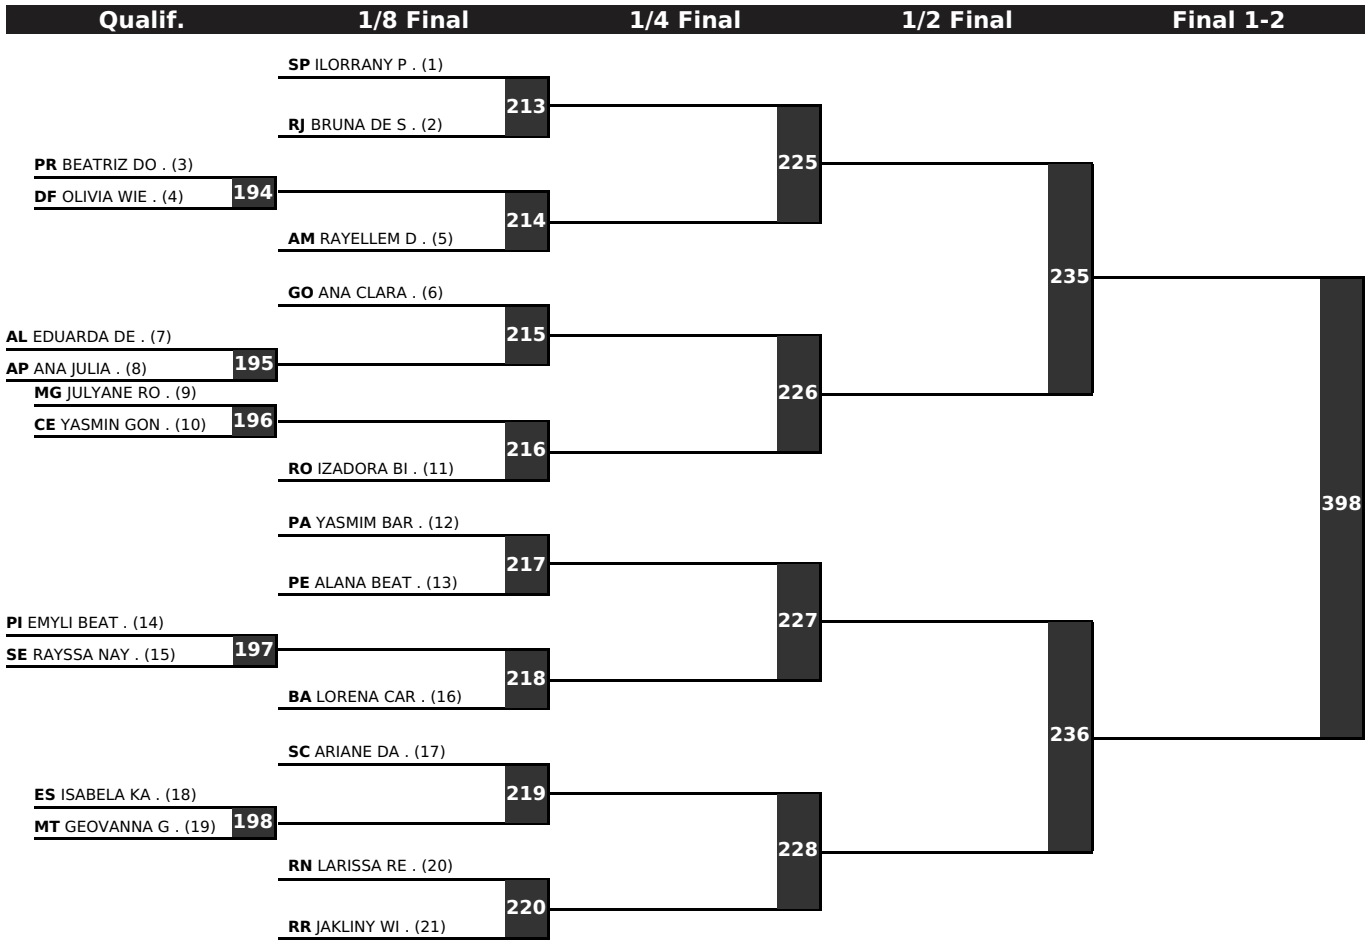 Qualif. 1/8 Final 1/4 Final 1/2 Final Final 1-2
SP ILORRANY P . (1)
213
RJ BRUNA DE S . (2)
225
PR BEATRIZ DO . (3)
194
DF OLIVIA WIE . (4)
214
AM RAYELLEM D . (5)
235
GO ANA CLARA . (6)
215
AL EDUARDA DE . (7)
195
AP ANA JULIA . (8)
226
MG JULYANE RO . (9)
196
CE YASMIN GON . (10)
216
RO IZADORA BI . (11)
398
PA YASMIM BAR . (12)
217
PE ALANA BEAT . (13)
227
PI EMYLI BEAT . (14)
197
SE RAYSSA NAY . (15)
218
BA LORENA CAR . (16)
236
SC ARIANE DA . (17)
219
ES ISABELA KA . (18)
198
MT GEOVANNA G . (19)
228
RN LARISSA RE . (20)
220
RR JAKLINY WI . (21)